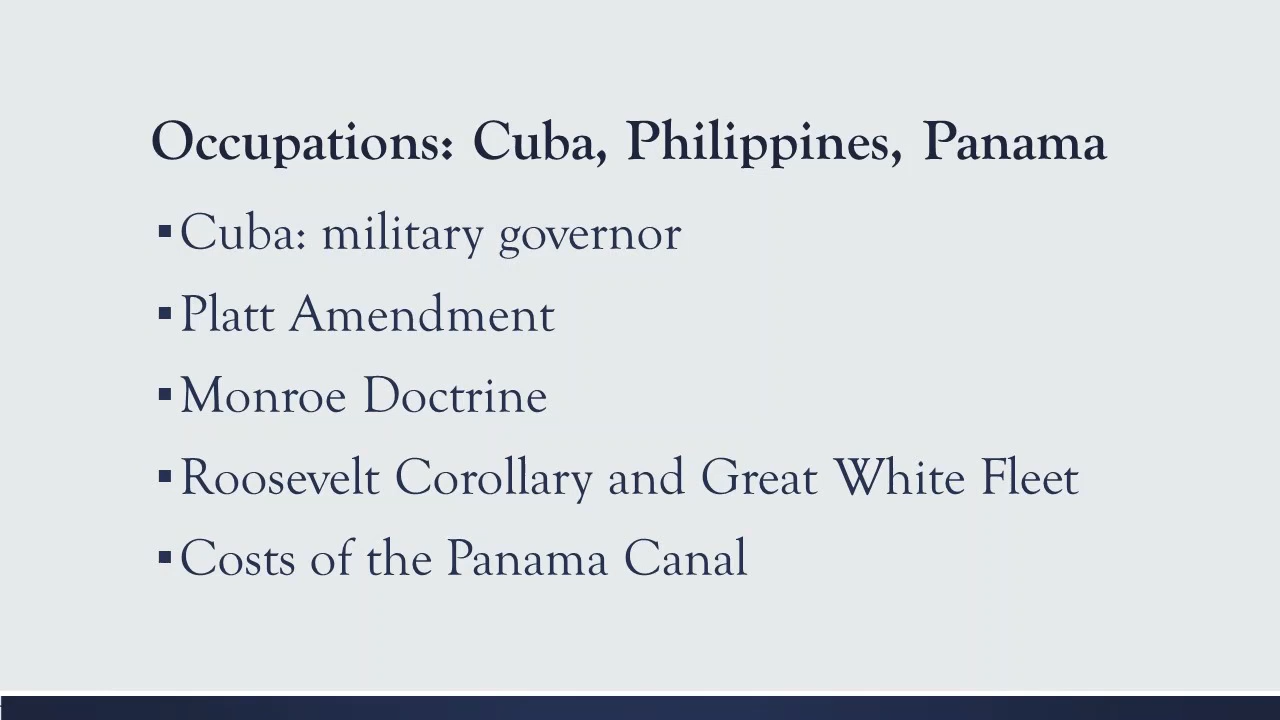 Occupations: Cuba, Philippines, Panama
▪Cuba: military governor
▪Platt Amendment
▪Monroe Doctrine
▪Roosevelt Corollary and Great White Fleet
▪Costs of the Panama Canal